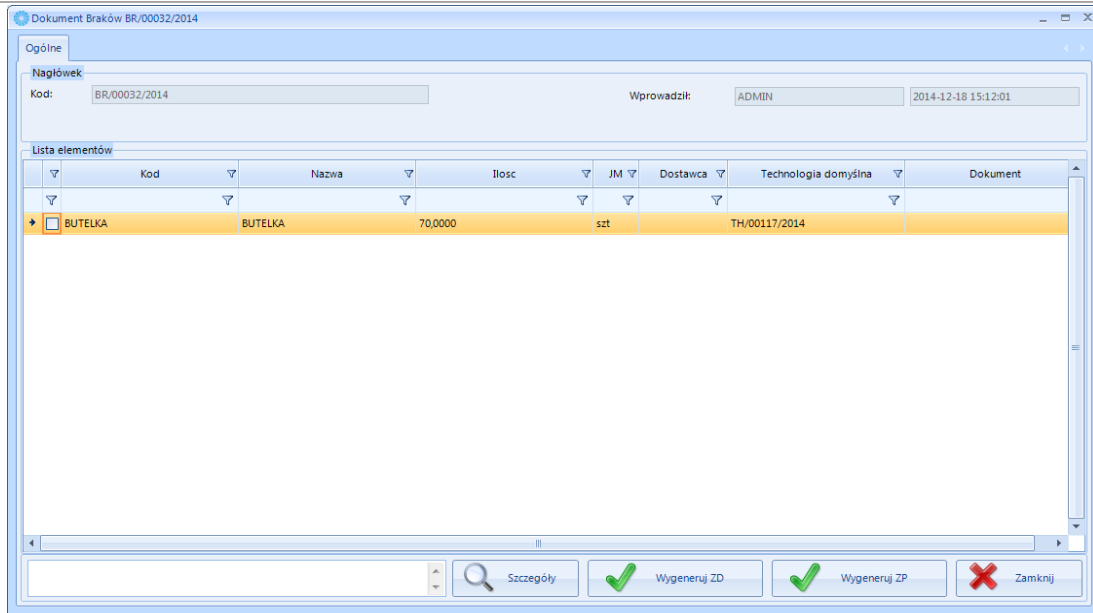 Dokument Braków BR/00032/2014
Ogólne
Nagłówek
Kod: BR/00032/2014 Wprowadził: ADMIN 2014-12-18 15:12:01
Lista elementów
Kod Nazwa Ilosc JM Dostawca Technologia domyślna Dokument
BUTELKA BUTELKA 70,0000 szt TH/00117/2014
Szczegóły Wygeneruj ZD Wygeneruj ZP Zamknij